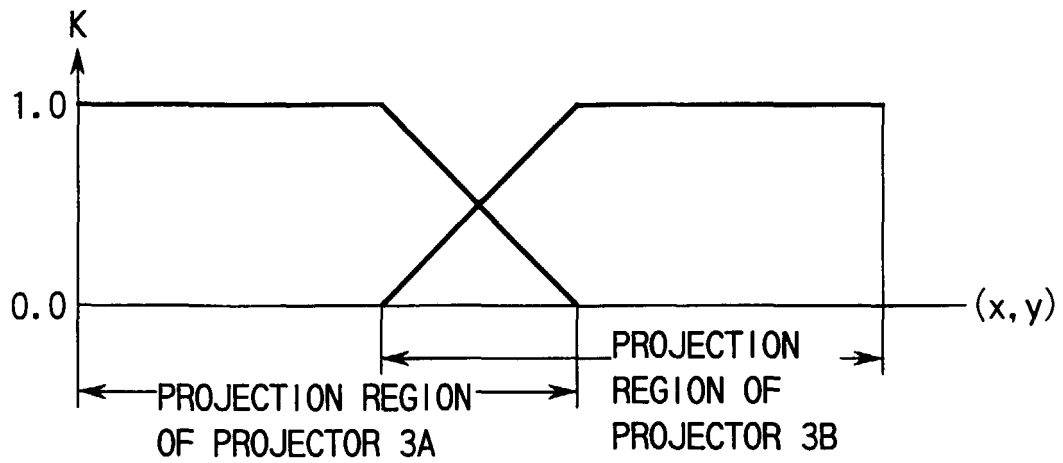 K
1.0
0.0
(x,y)
PROJECTION
REGION OF
PROJECTOR 3B
PROJECTION REGION
OF PROJECTOR 3A